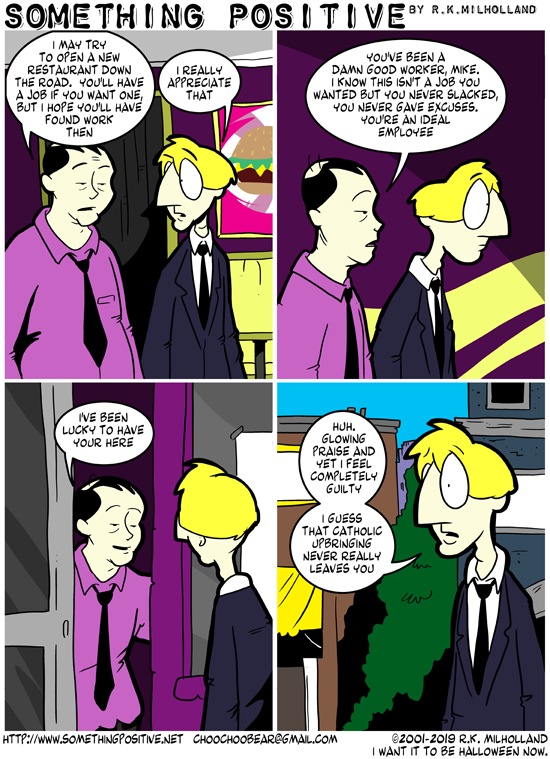 SOMETHING POSITIVE BY R.K.MILHOLLAND
I MAY TRY
TO OPEN A NEW
RESTAURANT DOWN
THE ROAD. YOU'LL HAVE
A JOB IF YOU WANT ONE,
BUT I HOPE YOU'LL HAVE
FOUND WORK
THEN
I REALLY
APPRECIATE
THAT
YOU'VE BEEN A
DAMN GOOD WORKER, MIKE.
I KNOW THIS ISN'T A JOB YOU
WANTED BUT YOU NEVER SLACKED,
YOU NEVER GAVE EXCUSES.
YOU'RE AN IDEAL
EMPLOYEE
I'VE BEEN
LUCKY TO HAVE
YOUR HERE
HUH.
GLOWING
PRAISE AND
YET I FEEL
COMPLETELY
GUILTY
I GUESS
THAT CATHOLIC
UPBRINGING
NEVER REALLY
LEAVES YOU
HTTP://WWW.SOMETHINGPOSITIVE.NET CHOOCHOOBEAR@GMAIL.COM
©2001-2019 R.K. MILHOLLAND
I WANT IT TO BE HALLOWEEN NOW.